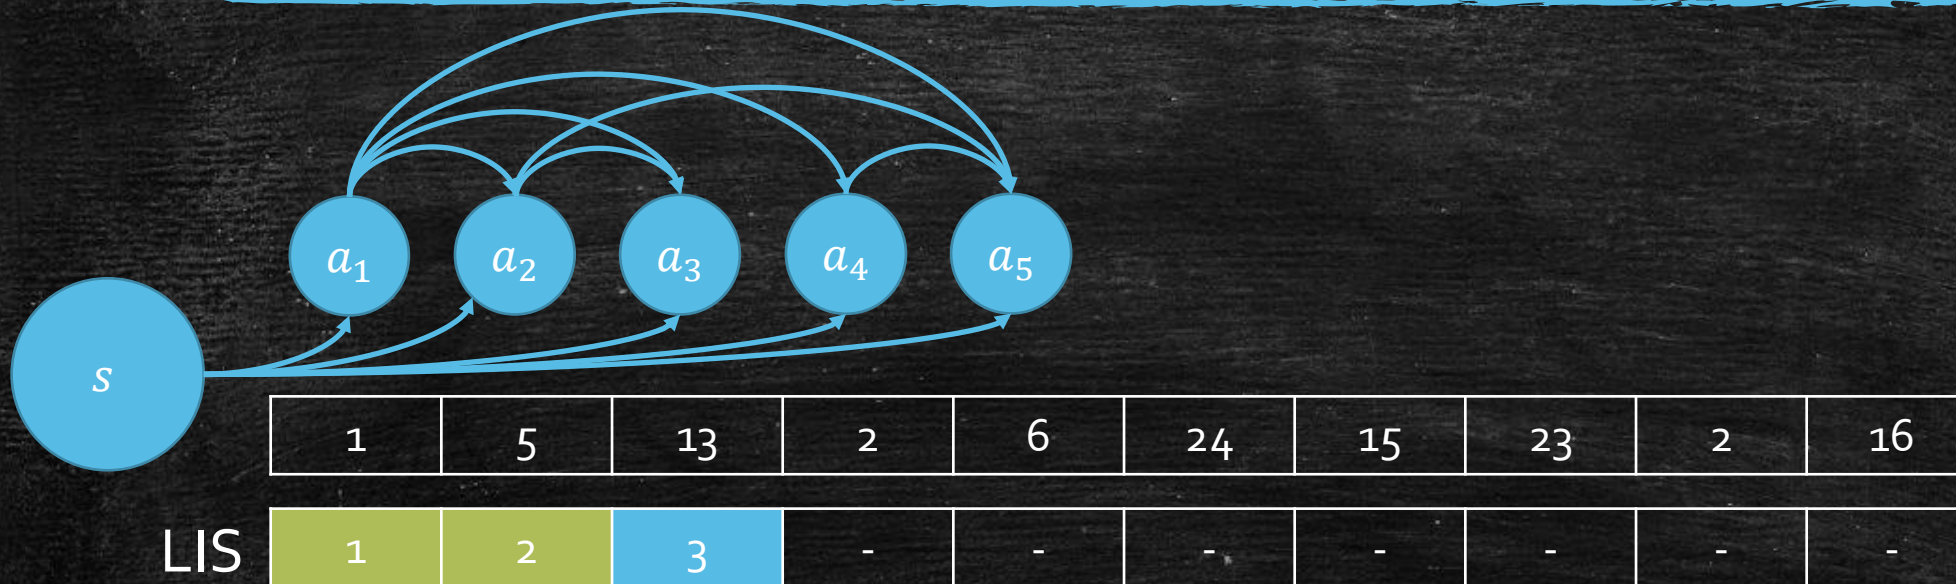 a₁ a₂ a₃ a₄ a₅
s
1 5 13 2 6 24 15 23 2 16
LIS 1 2 3 - - - - - - -